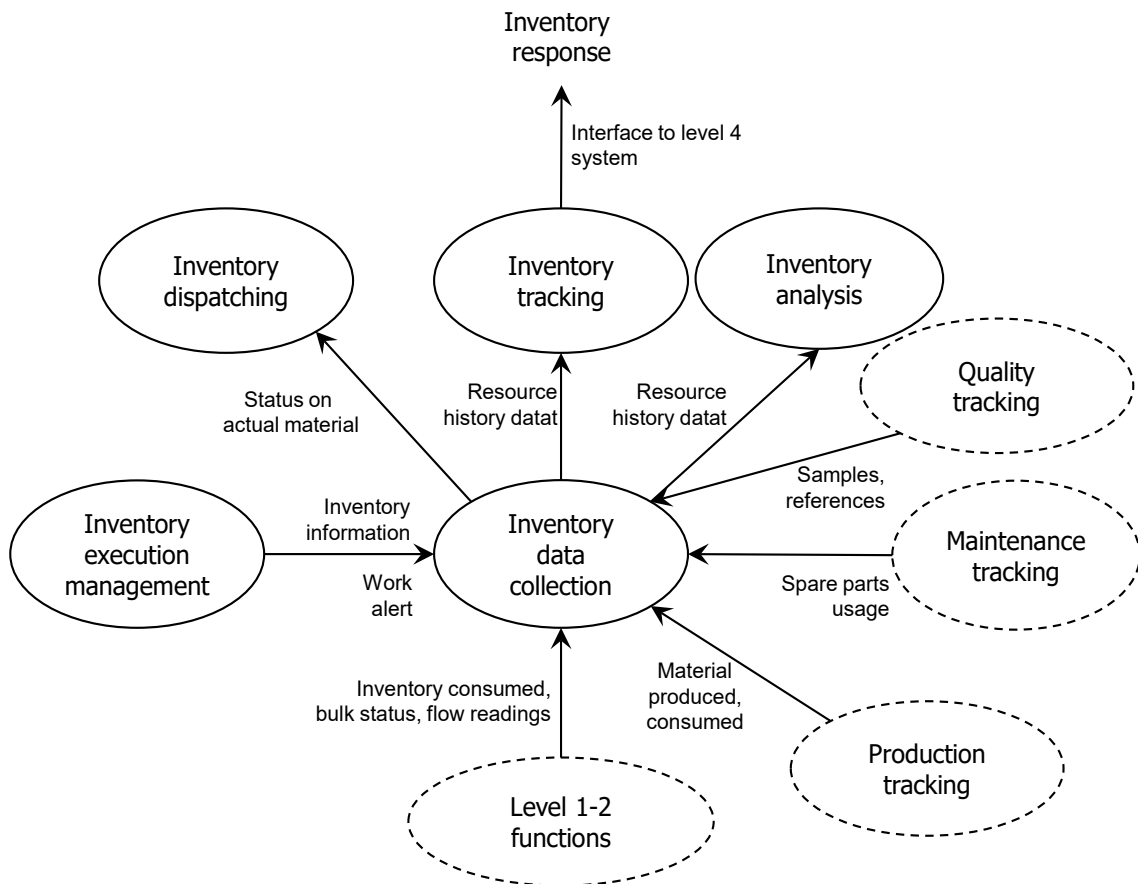 Inventory
response
Interface to level 4
system
Inventory
dispatching
Inventory
tracking
Inventory
analysis
Quality
tracking
Status on
actual material
Resource
history datat
Resource
history datat
Samples,
references
Inventory
execution
management
Inventory
information
Work
alert
Inventory
data
collection
Maintenance
tracking
Spare parts
usage
Inventory consumed,
bulk status, flow readings
Material
produced,
consumed
Production
tracking
Level 1-2
functions